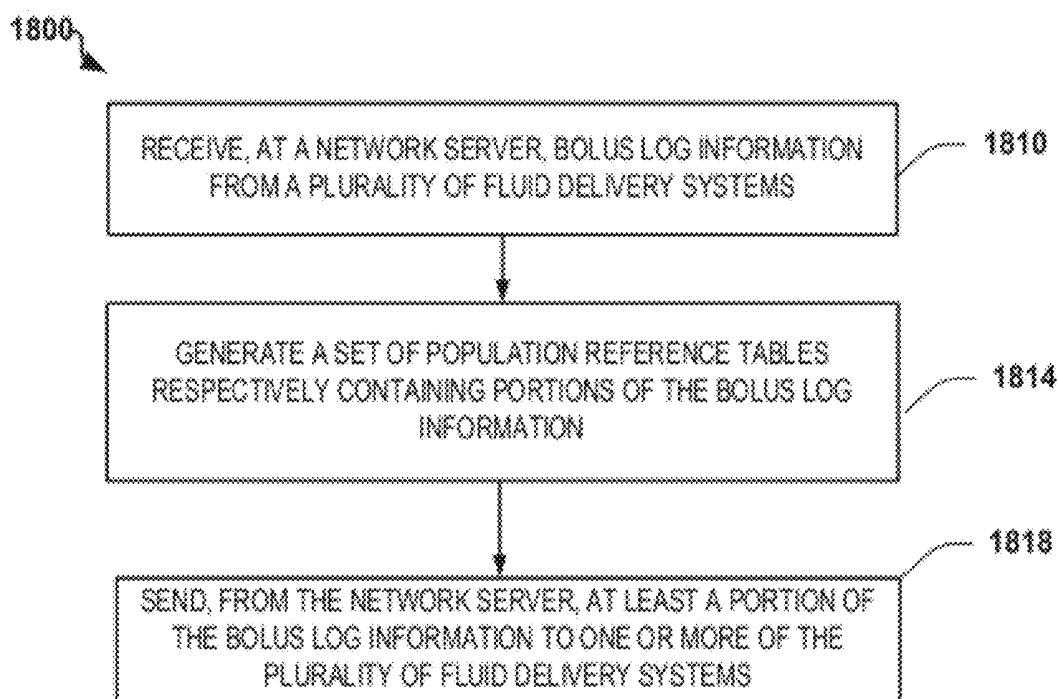 1800
RECEIVE, AT A NETWORK SERVER, BOLUS LOG INFORMATION
FROM A PLURALITY OF FLUID DELIVERY SYSTEMS
1810
GENERATE A SET OF POPULATION REFERENCE TABLES
RESPECTIVELY CONTAINING PORTIONS OF THE BOLUS LOG
INFORMATION
1814
SEND, FROM THE NETWORK SERVER, AT LEAST A PORTION OF
THE BOLUS LOG INFORMATION TO ONE OR MORE OF THE
PLURALITY OF FLUID DELIVERY SYSTEMS
1818